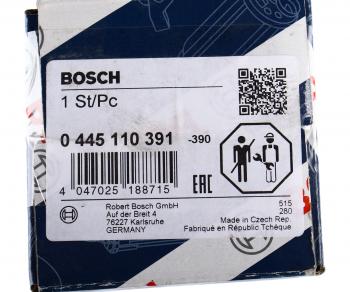 BOSCH
1 St/Pc
0 445 110 391 -390
4 047025 188715
EAC
Robert Bosch GmbH
Auf der Breit 4
76227 Karlsruhe
GERMANY
515
280
Made in Czech Rep.
Fabriqué en République Tchèque